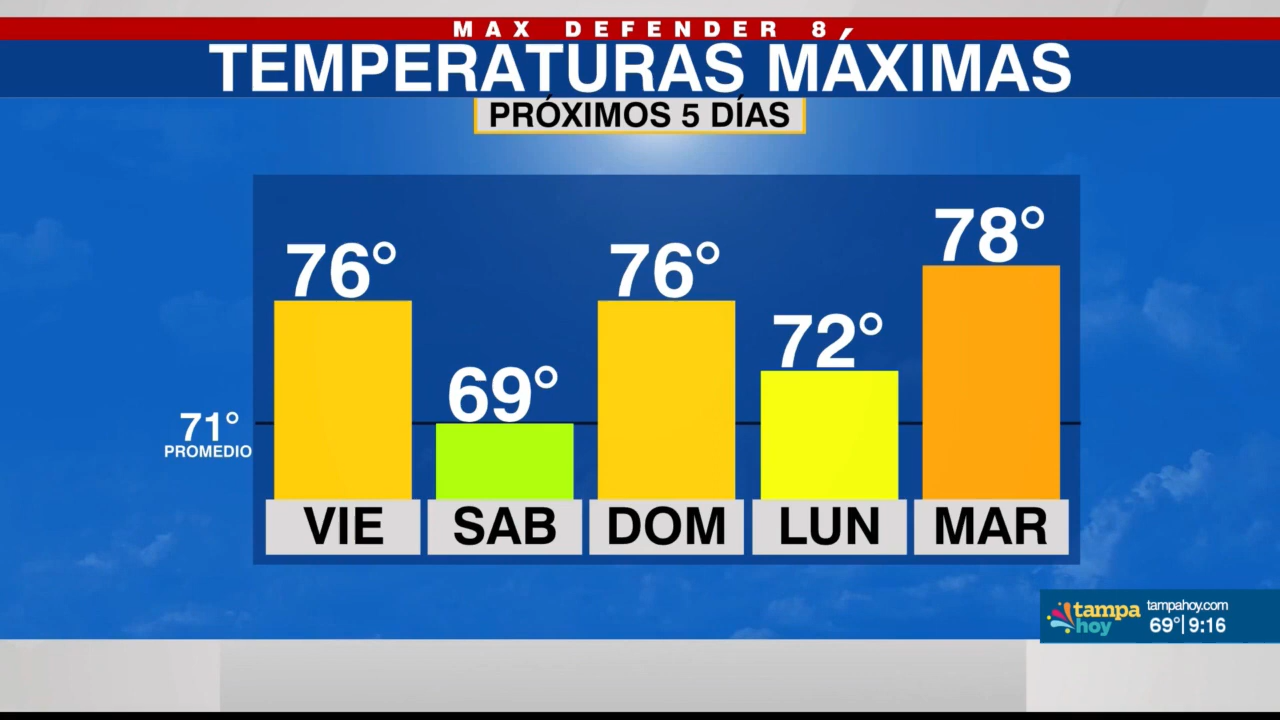 MAX DEFENDER 8
TEMPERATURAS MÁXIMAS
PRÓXIMOS 5 DÍAS
76°
69°
76°
72°
78°
71°
PROMEDIO
VIE
SAB
DOM
LUN
MAR
tampa
hoy
tampahoy.com
69°| 9:16